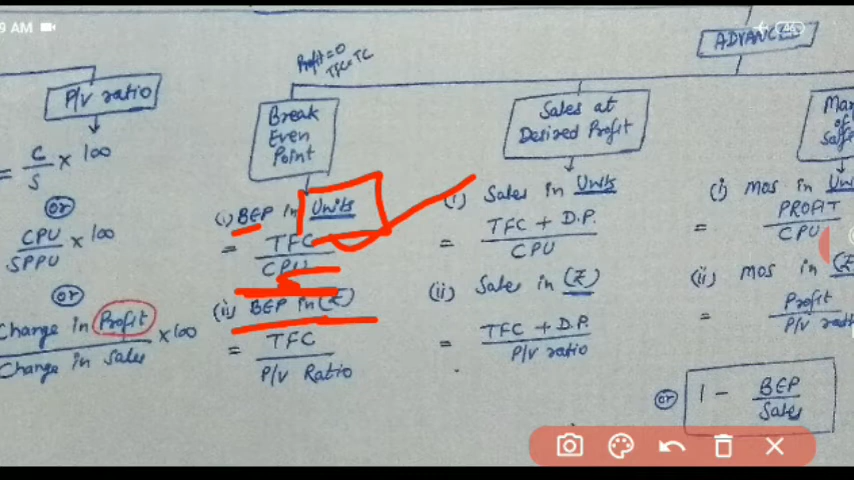 9 AM
46
ADVANCED
Profit=0
TFC=TC
P/v ratio
= C/S × 100
or
CPU/SPPU × 100
or
Change in Profit/Change in Sales × 100
Break
Even
Point
(i) BEP in Units
= TFC/CPU
(ii) BEP in (₹)
= TFC/P/V Ratio
Sales at
Desired Profit
(i) Sales in Units
= TFC + D.P./CPU
(ii) Sales in (₹)
= TFC + D.P./P/V ratio
of
(i) MOS in
= PROFIT/CPU
(ii) MOS in
= Profit/P/V
or 1 - BEP/Sales